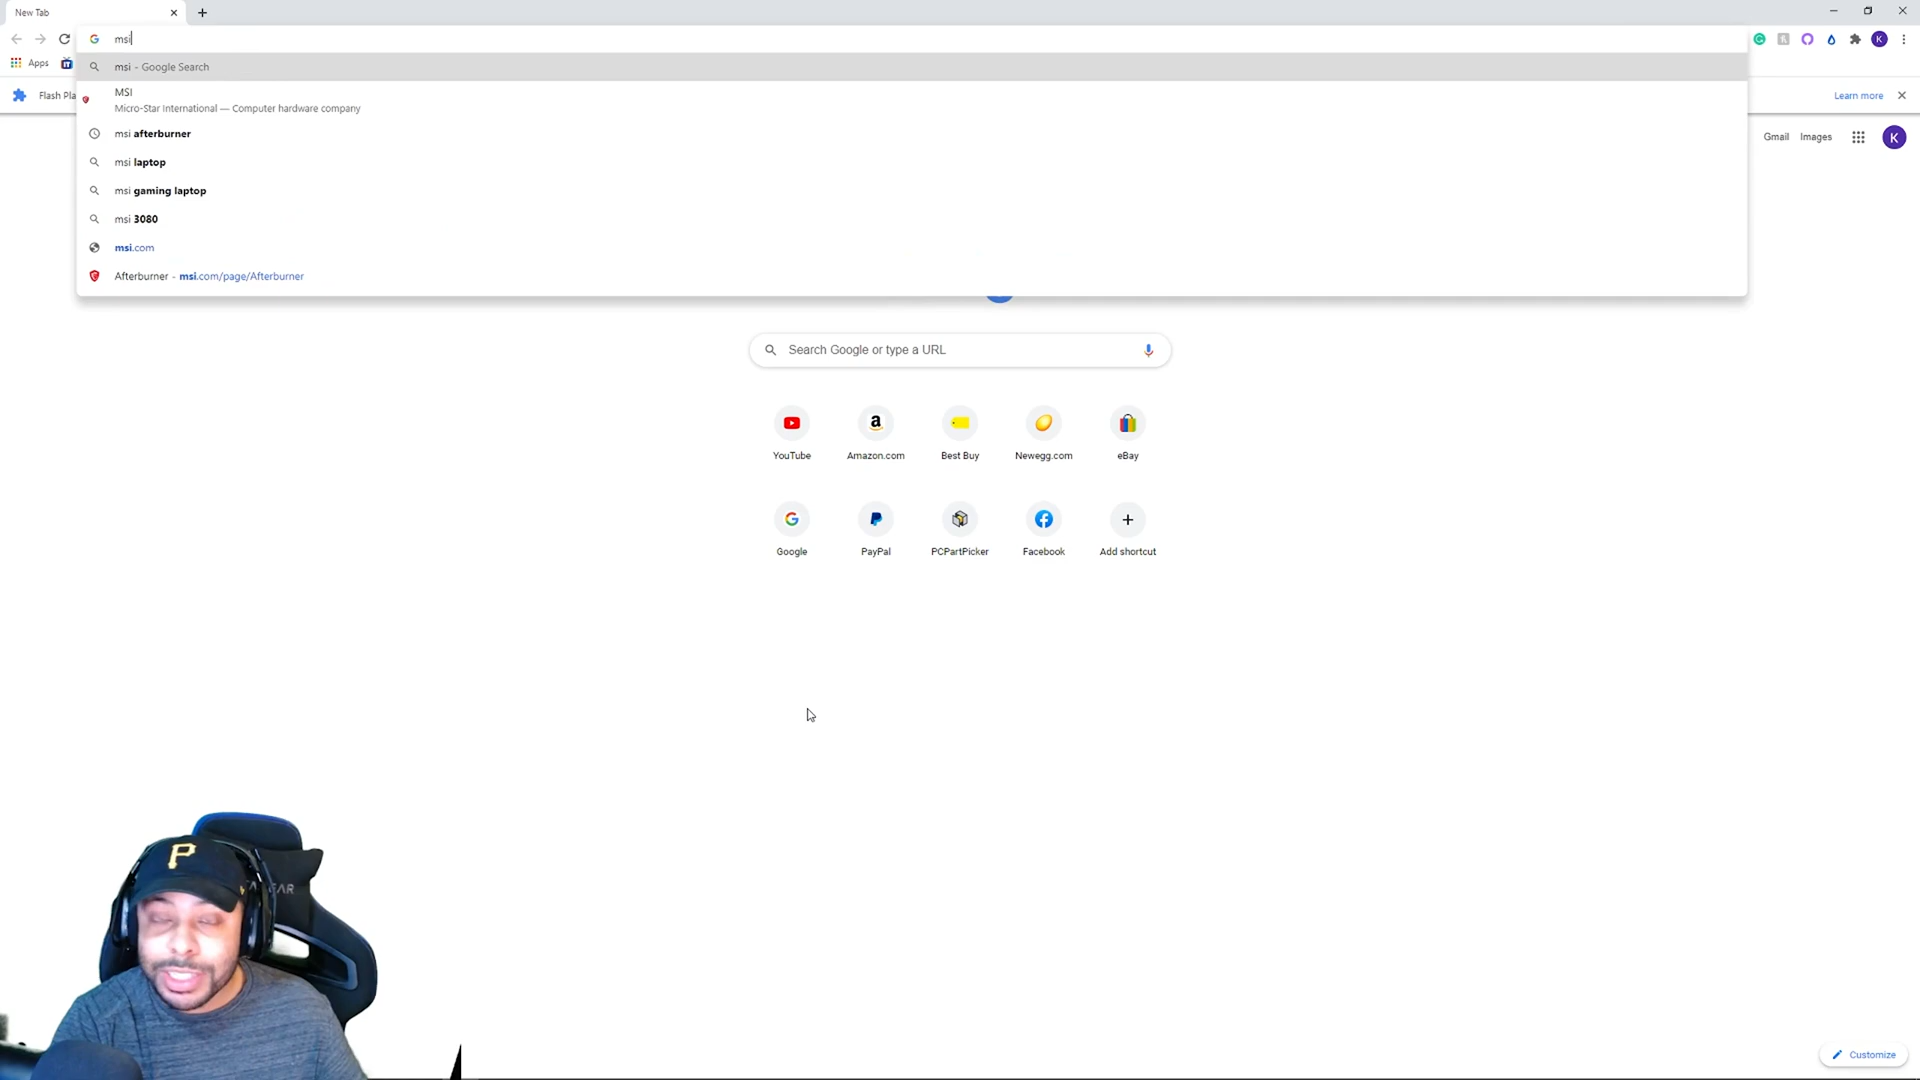 New Tab
msi
Apps
msi - Google Search
MSI
Micro-Star International — Computer hardware company
msi afterburner
msi laptop
msi gaming laptop
msi 3080
msi.com
Afterburner - msi.com/page/Afterburner
Flash Pla
Learn more
Gmail
Images
K
K
Search Google or type a URL
YouTube
Amazon.com
Best Buy
Newegg.com
eBay
Google
PayPal
PCPartPicker
Facebook
Add shortcut
P
Customize